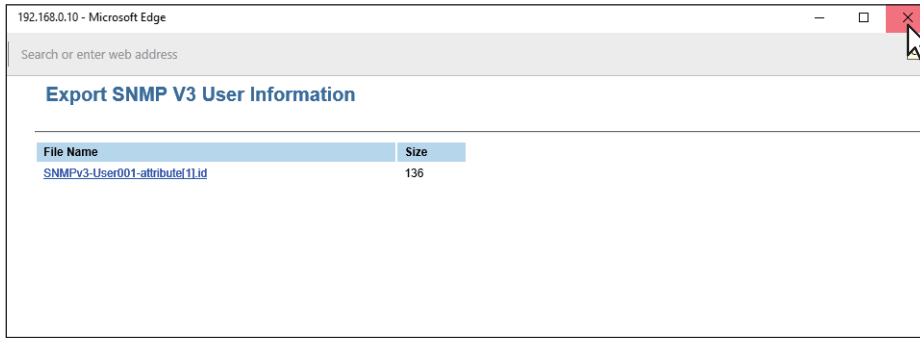 192.168.0.10 - Microsoft Edge
Search or enter web address
Export SNMP V3 User Information
File Name Size
SNMPv3-User001-attribute[1].id 136